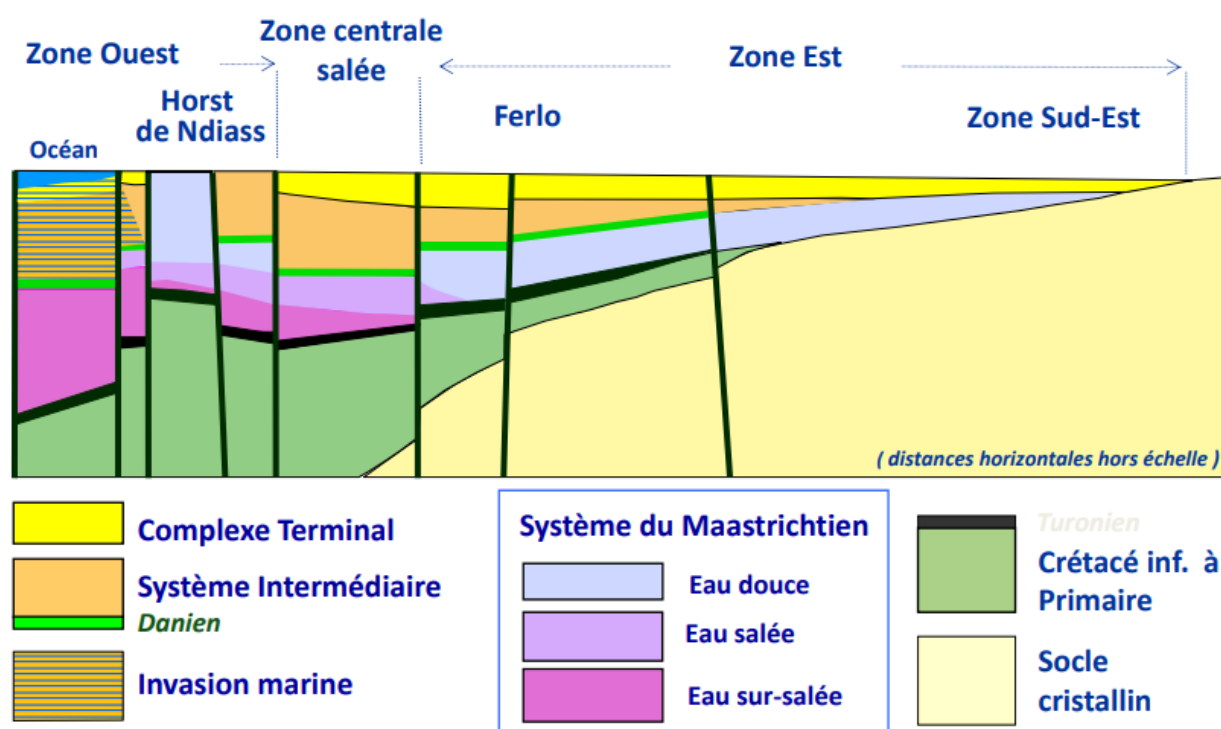 Zone Ouest
Zone centrale
salée
Zone Est
Horst
de Ndiass
Ferlo
Zone Sud-Est
Océan
( distances horizontales hors échelle )
Complexe Terminal
Système Intermédiaire
Danien
Invasion marine
Système du Maastrichtien
Eau douce
Eau salée
Eau sur-salée
Turonien
Crétacé inf. à
Primaire
Socle
cristallin